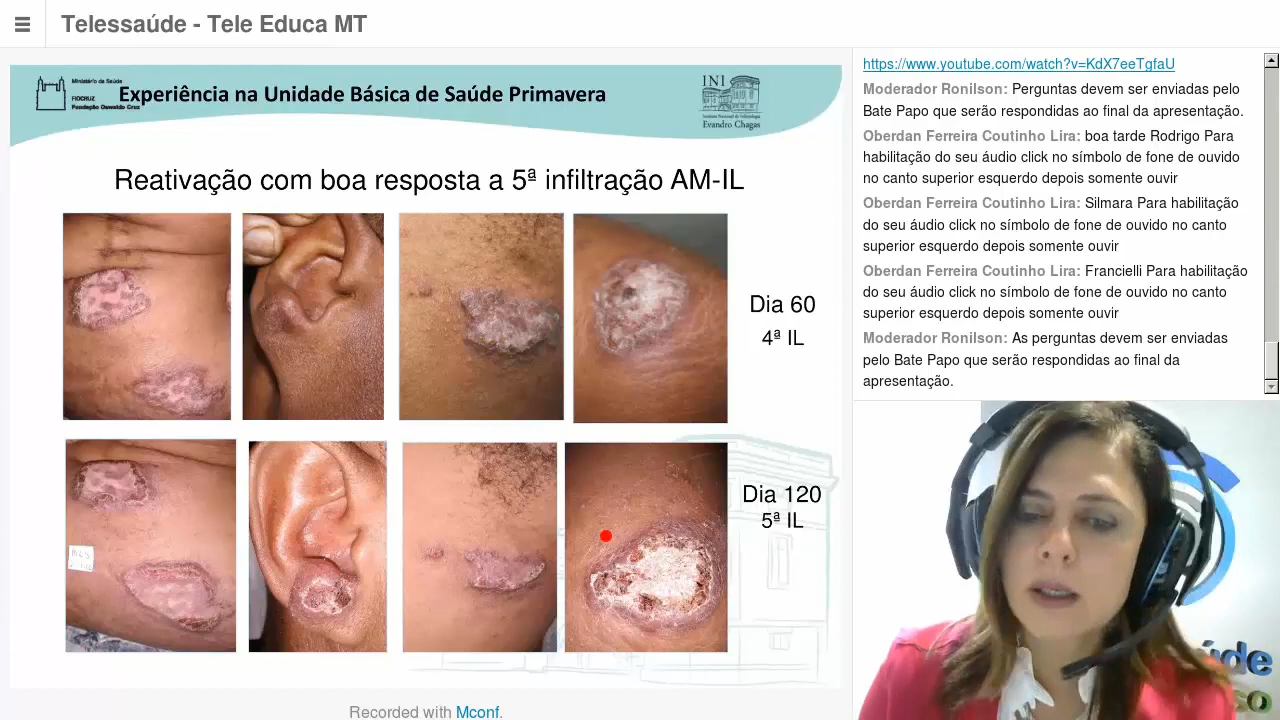 Telessaúde - Tele Educa MT
Ministério da Saúde
FIOCRUZ
Fundação Oswaldo Cruz
Experiência na Unidade Básica de Saúde Primavera
INI
Evandro Chagas
Reativação com boa resposta a 5ª infiltração AM-IL
Dia 60
4ª IL
Dia 120
5ª IL
Recorded with Mconf.
https://www.youtube.com/watch?v=KdX7eeTgfaU
Moderador Ronilson: Perguntas devem ser enviadas pelo
Bate Papo que serão respondidas ao final da apresentação.
Oberdan Ferreira Coutinho Lira: boa tarde Rodrigo Para
habilitação do seu áudio click no símbolo de fone de ouvido
no canto superior esquerdo depois somente ouvir
Oberdan Ferreira Coutinho Lira: Silmara Para habilitação
do seu áudio click no símbolo de fone de ouvido no canto
superior esquerdo depois somente ouvir
Oberdan Ferreira Coutinho Lira: Francielli Para habilitação
do seu áudio click no símbolo de fone de ouvido no canto
superior esquerdo depois somente ouvir
Moderador Ronilson: As perguntas devem ser enviadas
pelo Bate Papo que serão respondidas ao final da
apresentação.